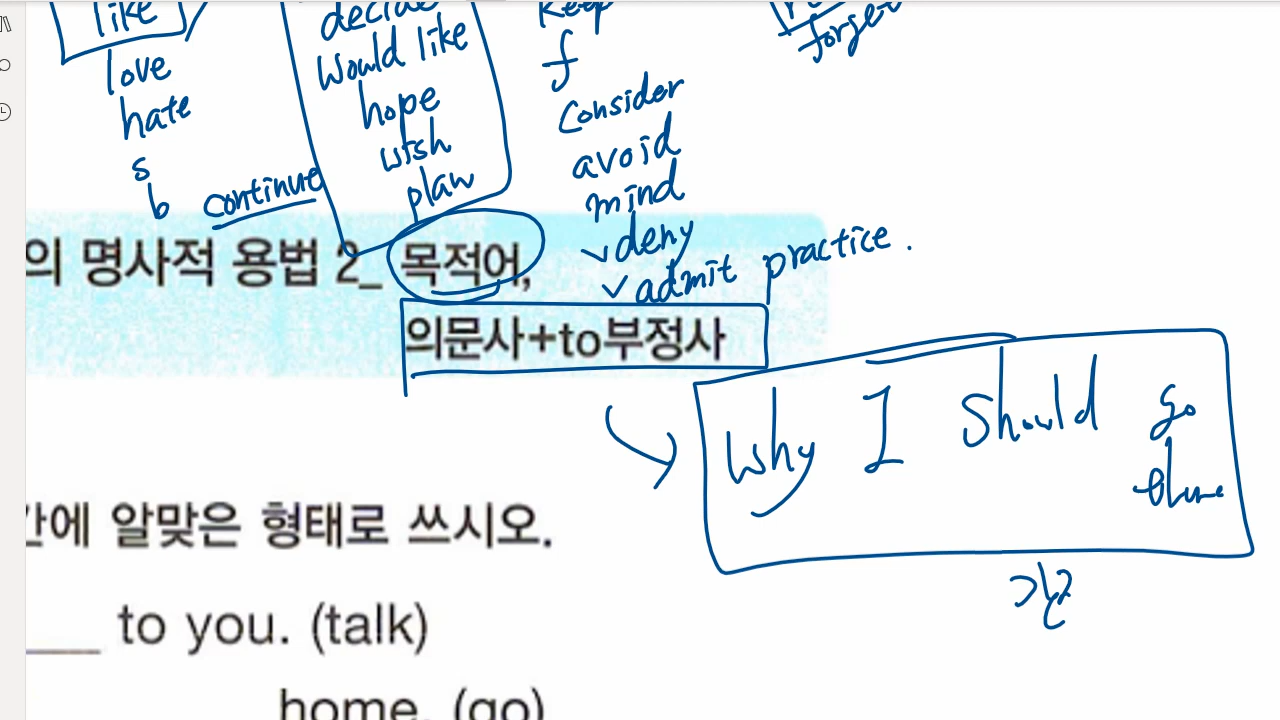 like
love
hate
s
b continue
decide
would like
hope
wish
plan
keep
f
consider
avoid
mind
deny
admit practice.
forget
의 명사적 용법 2_ 목적어,
의문사+to부정사
why I should go
간에 알맞은 형태로 쓰시오.
to you. (talk)
home. (go)